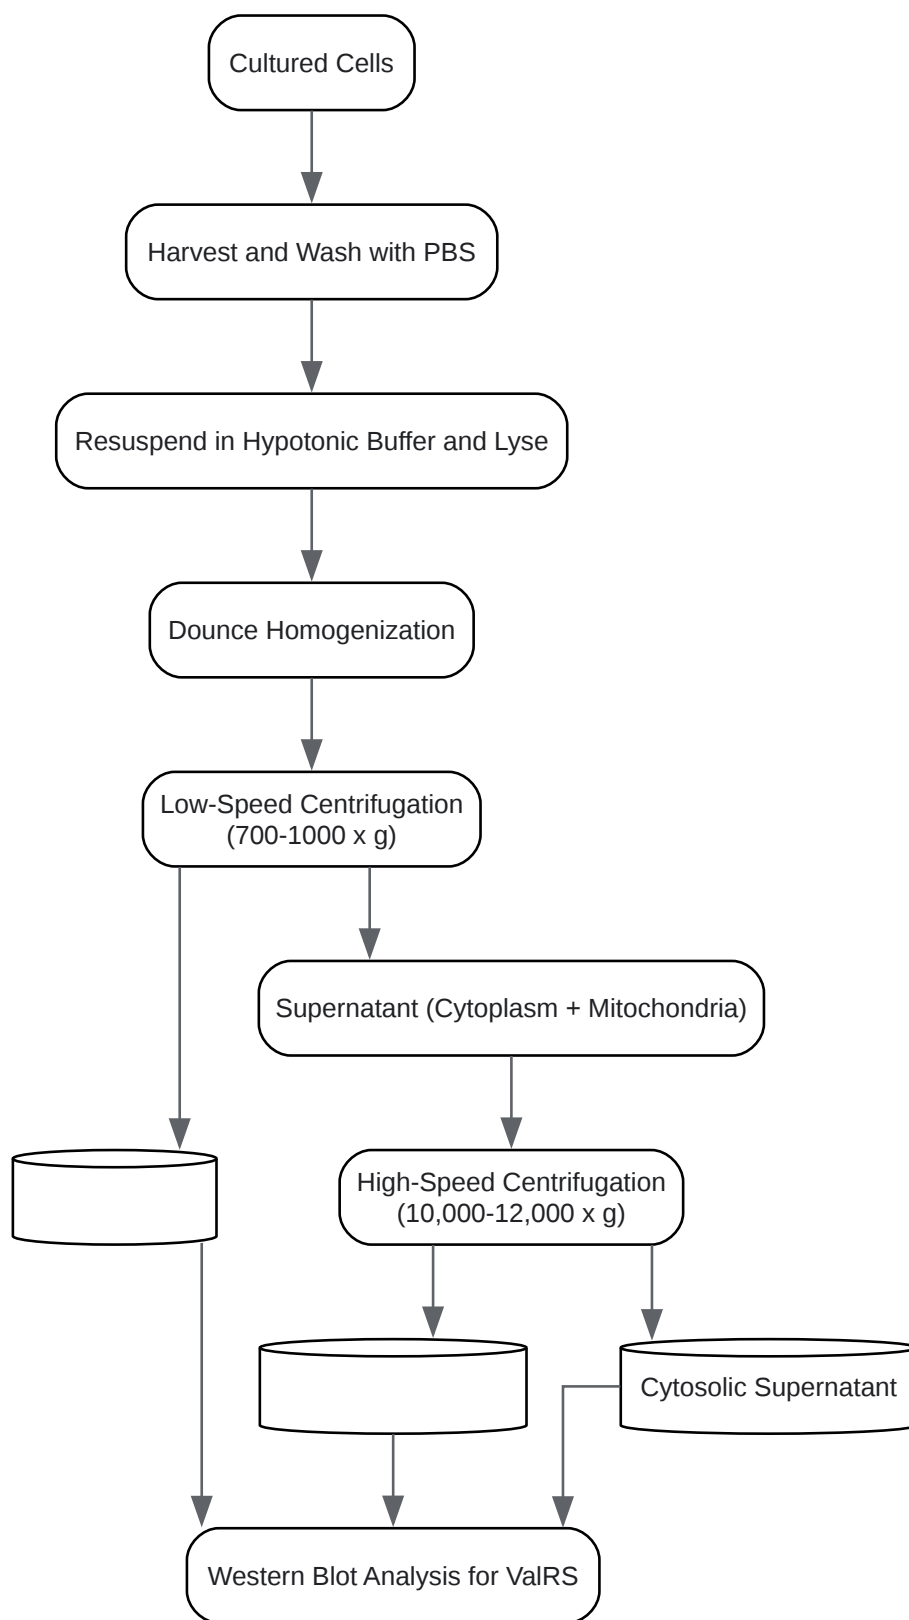 Cultured Cells
Harvest and Wash with PBS
Resuspend in Hypotonic Buffer and Lyse
Dounce Homogenization
Low-Speed Centrifugation
(700-1000 x g)
Supernatant (Cytoplasm + Mitochondria)
High-Speed Centrifugation
(10,000-12,000 x g)
Cytosolic Supernatant
Western Blot Analysis for ValRS